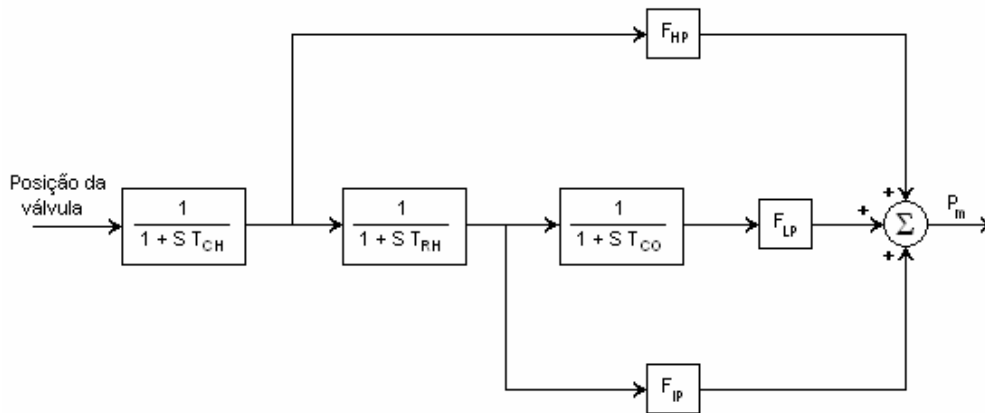 F_HP
Posição da
válvula
1
1 + S T_CH
1
1 + S T_RH
1
1 + S T_CO
F_LP
+
+
+
Σ
P_m
F_IP